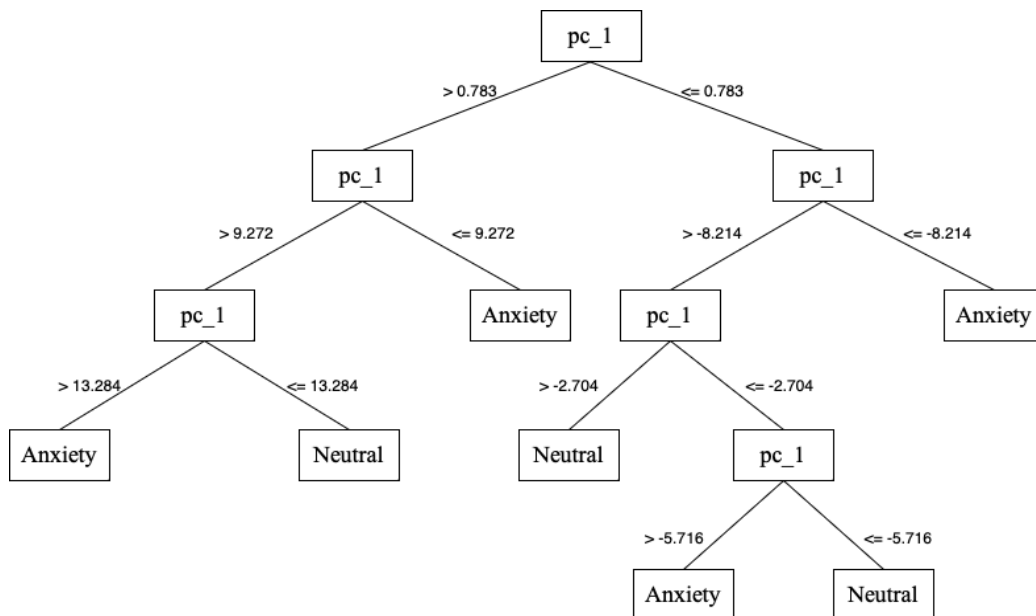 pc_1
> 0.783
<= 0.783
pc_1
pc_1
> 9.272
<= 9.272
> -8.214
<= -8.214
pc_1
Anxiety
pc_1
Anxiety
> 13.284
<= 13.284
> -2.704
<= -2.704
Anxiety
Neutral
Neutral
pc_1
> -5.716
<= -5.716
Anxiety
Neutral